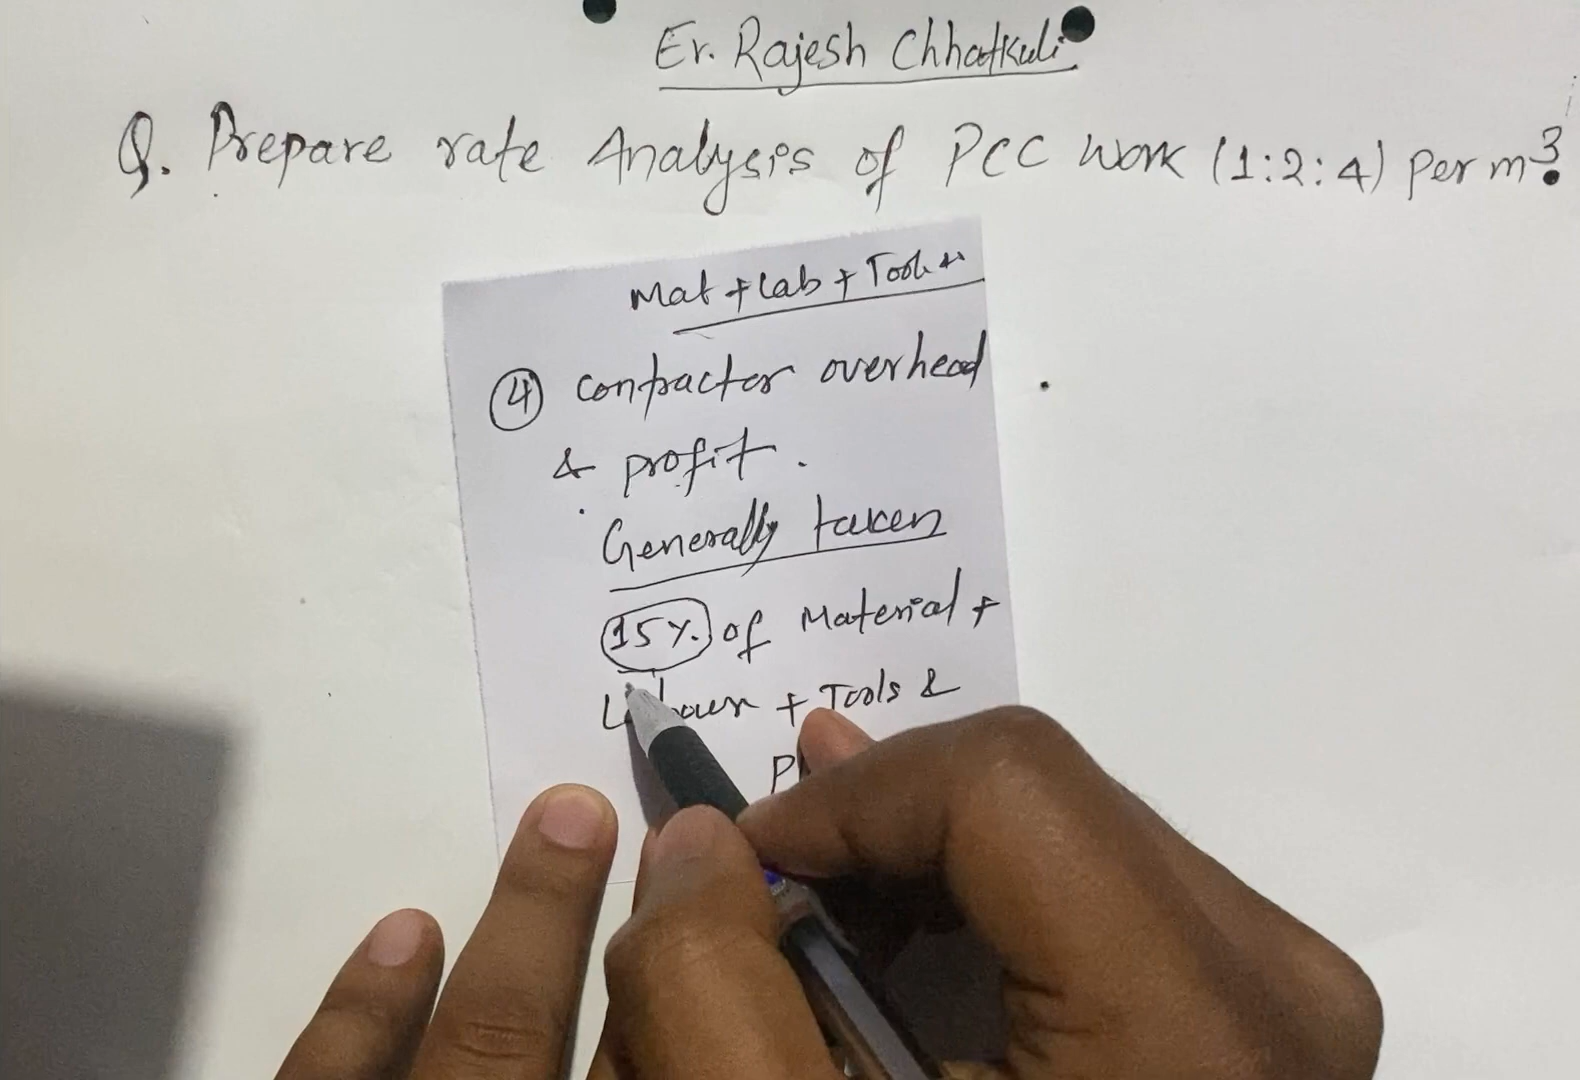 Er. Rajesh Chhatkuli
Q. Prepare rate Analysis of PCC work (1:2:4) per m³?
Mat + Lab + Tools
④ contractor overhead
& profit.
Generally taken
15%. of Material +
Labour + Tools &